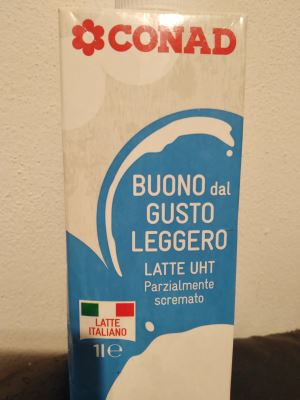 CONAD
BUONO dal
GUSTO
LEGGERO
LATTE UHT
Parzialmente
scremato
LATTE
ITALIANO
1l℮